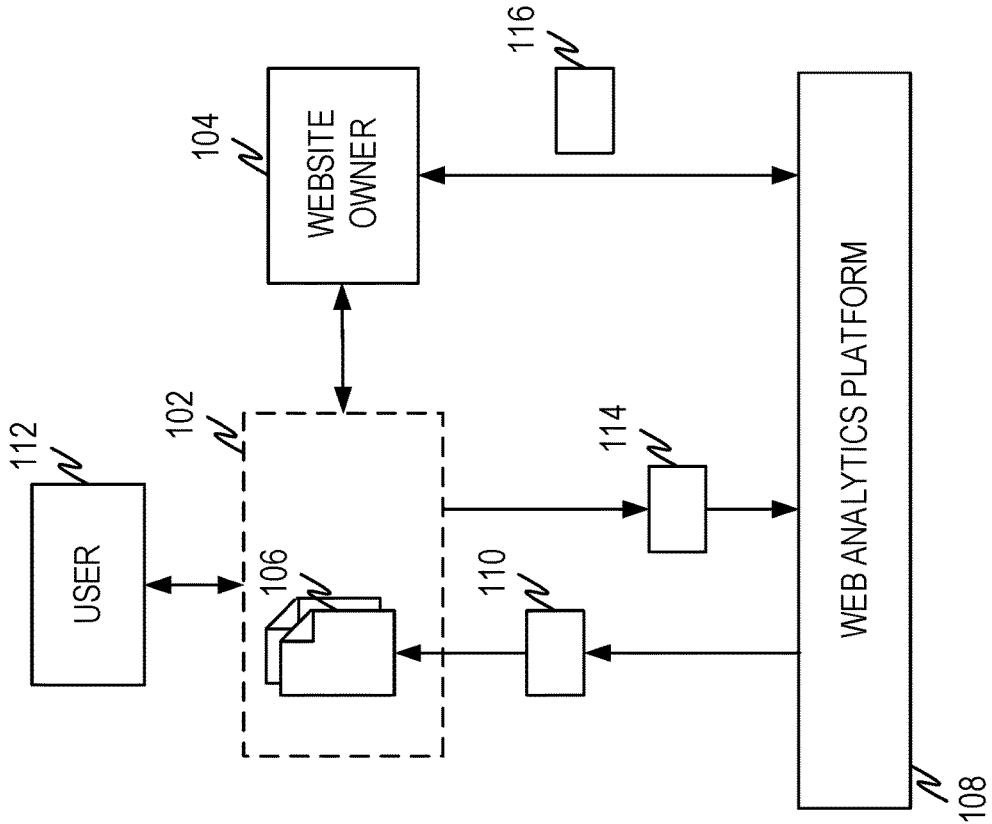 112
USER
102
106
110
114
104
WEBSITE
OWNER
116
WEB ANALYTICS PLATFORM
108